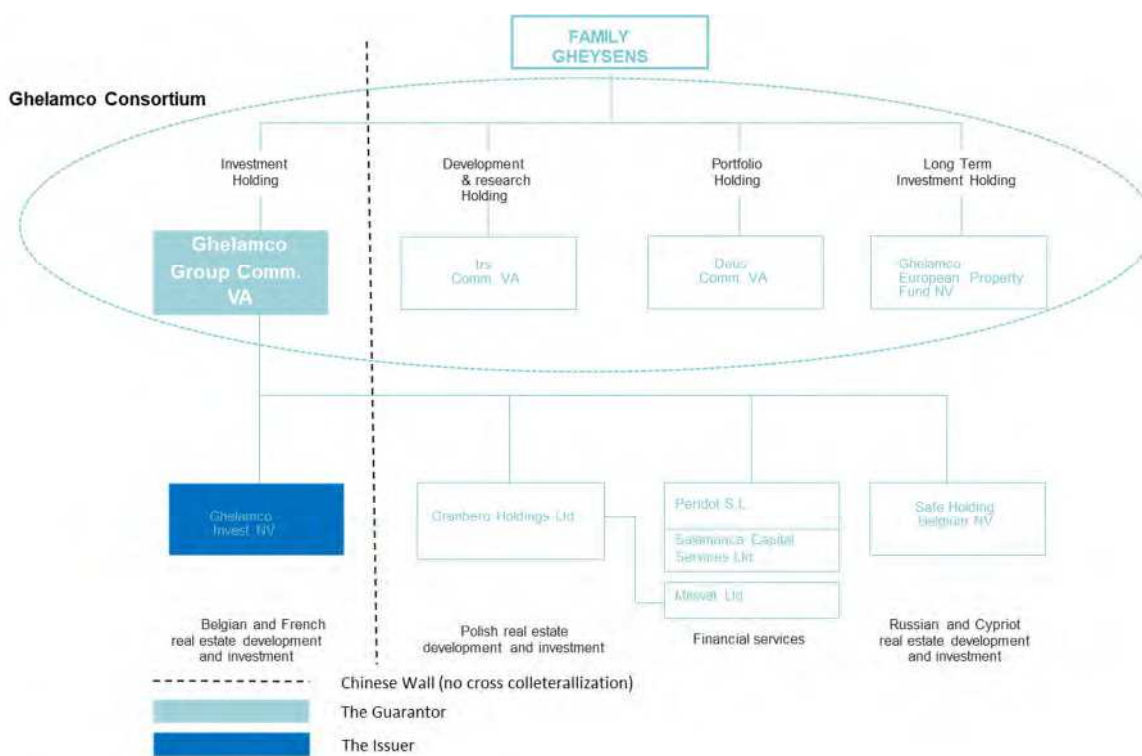 FAMILY
GHEYSENS
Ghelamco Consortium
Investment
Holding
Development
& research
Holding
Portfolio
Holding
Long Term
Investment Holding
Ghelamco
Group Comm.
VA
Irs
Comm. VA
Deus
Comm. VA
Ghelamco
European Property
Fund NV
Ghelamco
Invest NV
Granbero Holdings Ltd
Peridot S.L
Salamanca Capital
Services Ltd
Milovat Ltd
Safe Holding
Belgium NV
Belgian and French
real estate development
and investment
Polish real estate
development and investment
Financial services
Russian and Cypriot
real estate development
and investment
Chinese Wall (no cross colleterallization)
The Guarantor
The Issuer